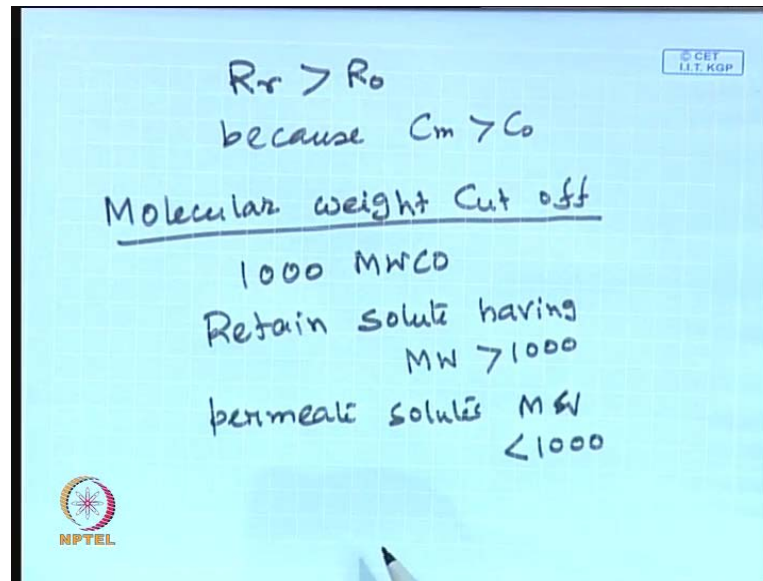 Rr > Ro
© CET
I.I.T. KGP
because Cm > Co
Molecular weight Cut off
1000 MWCO
Retain solute having
MW > 1000
permeate solutes MW
< 1000
NPTEL